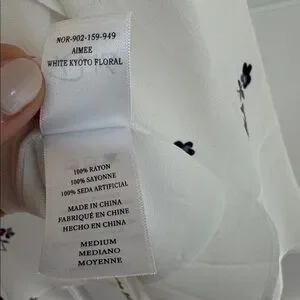 NOR-902-159-949
AIMEE
WHITE KYOTO FLORAL
100% RAYON
100% SAYONNE
100% SEDA ARTIFICIAL
MADE IN CHINA
FABRIQUÉ EN CHINE
HECHO EN CHINA
MEDIUM
MEDIANO
MOYENNE